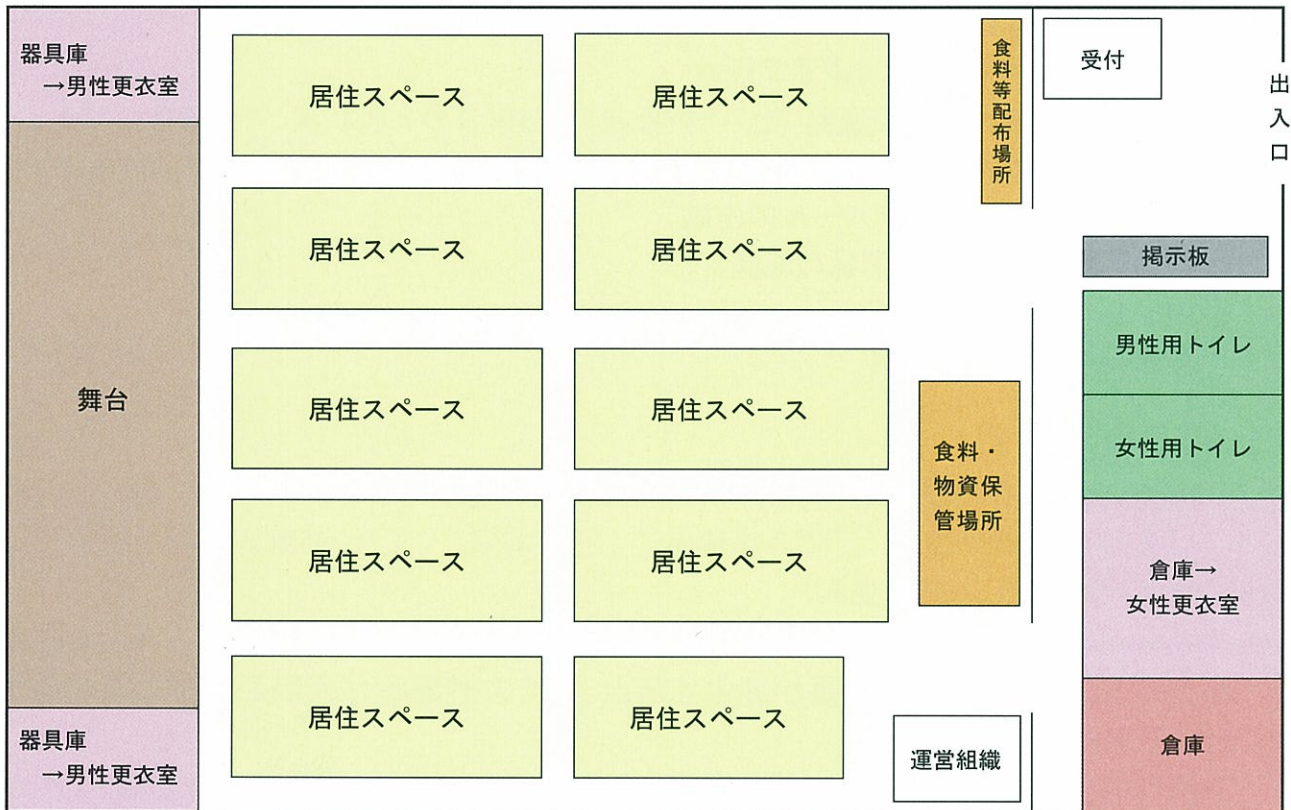 器具庫
→男性更衣室
居住スペース
居住スペース
食料等配布場所
受付
出入口
居住スペース
居住スペース
掲示板
男性用トイレ
舞台
居住スペース
居住スペース
女性用トイレ
食料・
物資保
管場所
居住スペース
居住スペース
倉庫→
女性更衣室
居住スペース
居住スペース
器具庫
→男性更衣室
運営組織
倉庫